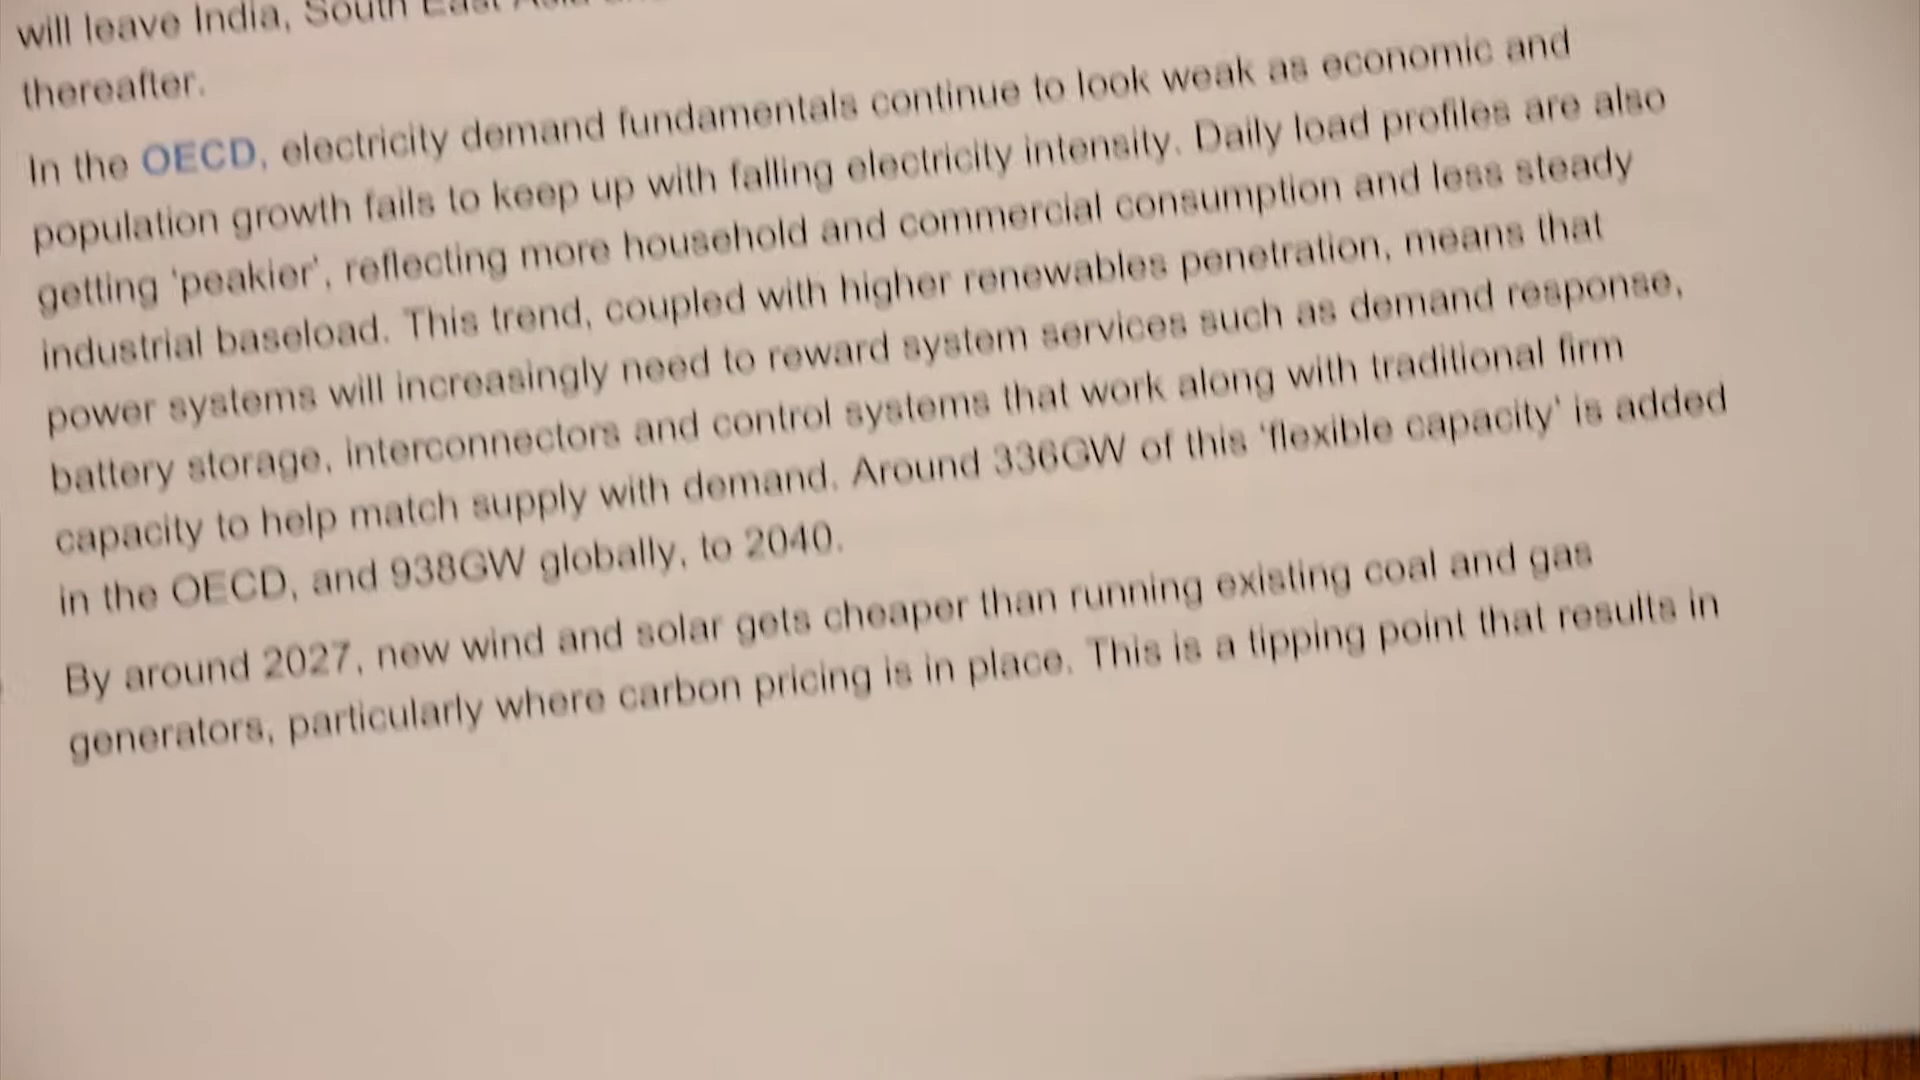 will leave India, South East Asia
thereafter.
In the OECD, electricity demand fundamentals continue to look weak as economic and
population growth fails to keep up with falling electricity intensity. Daily load profiles are also
getting 'peakier', reflecting more household and commercial consumption and less steady
industrial baseload. This trend, coupled with higher renewables penetration, means that
power systems will increasingly need to reward system services such as demand response,
battery storage, interconnectors and control systems that work along with traditional firm
capacity to help match supply with demand. Around 336GW of this 'flexible capacity' is added
in the OECD, and 938GW globally, to 2040.
By around 2027, new wind and solar gets cheaper than running existing coal and gas
generators, particularly where carbon pricing is in place. This is a tipping point that results in